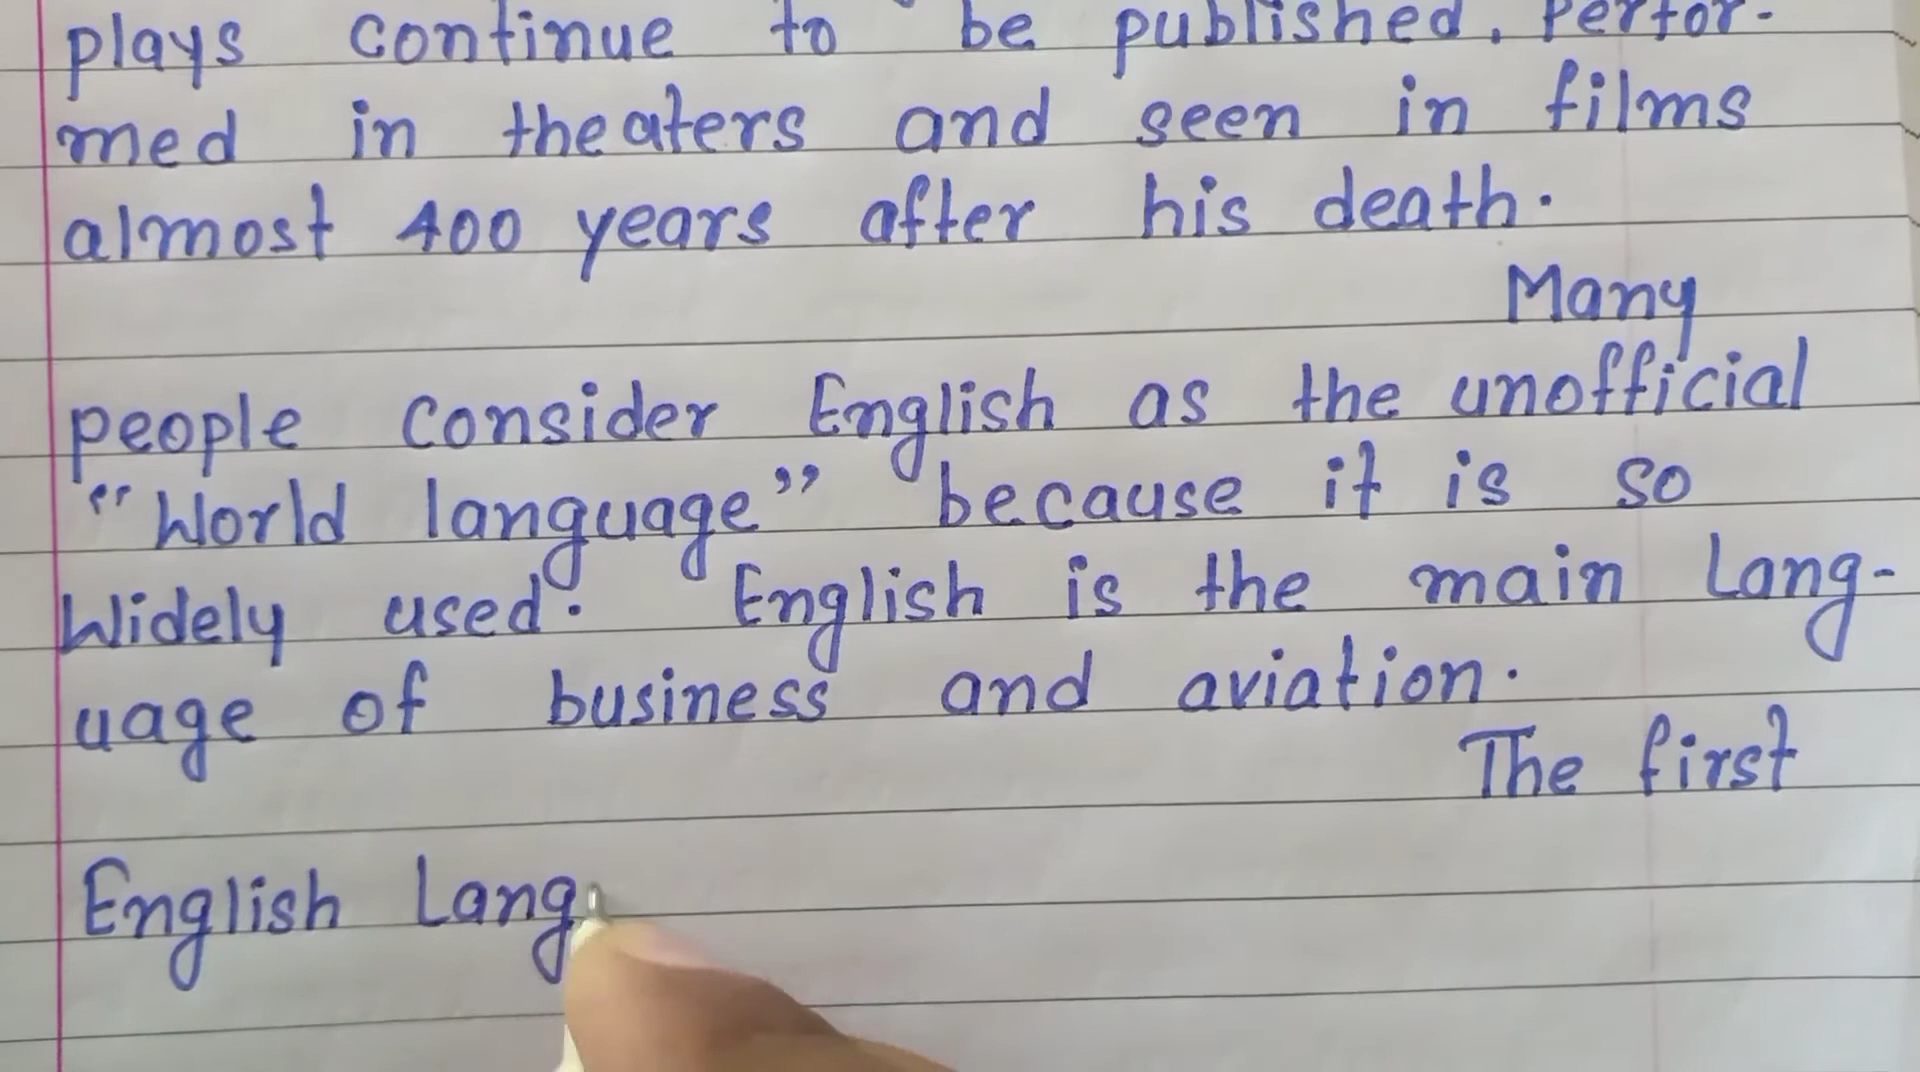 plays continue to be published. Perfor-
med in theaters and seen in films
almost 400 years after his death.
Many
people consider English as the unofficial
"World language" because it is so
Widely used. English is the main Lang-
uage of business and aviation.
The first
English Lang